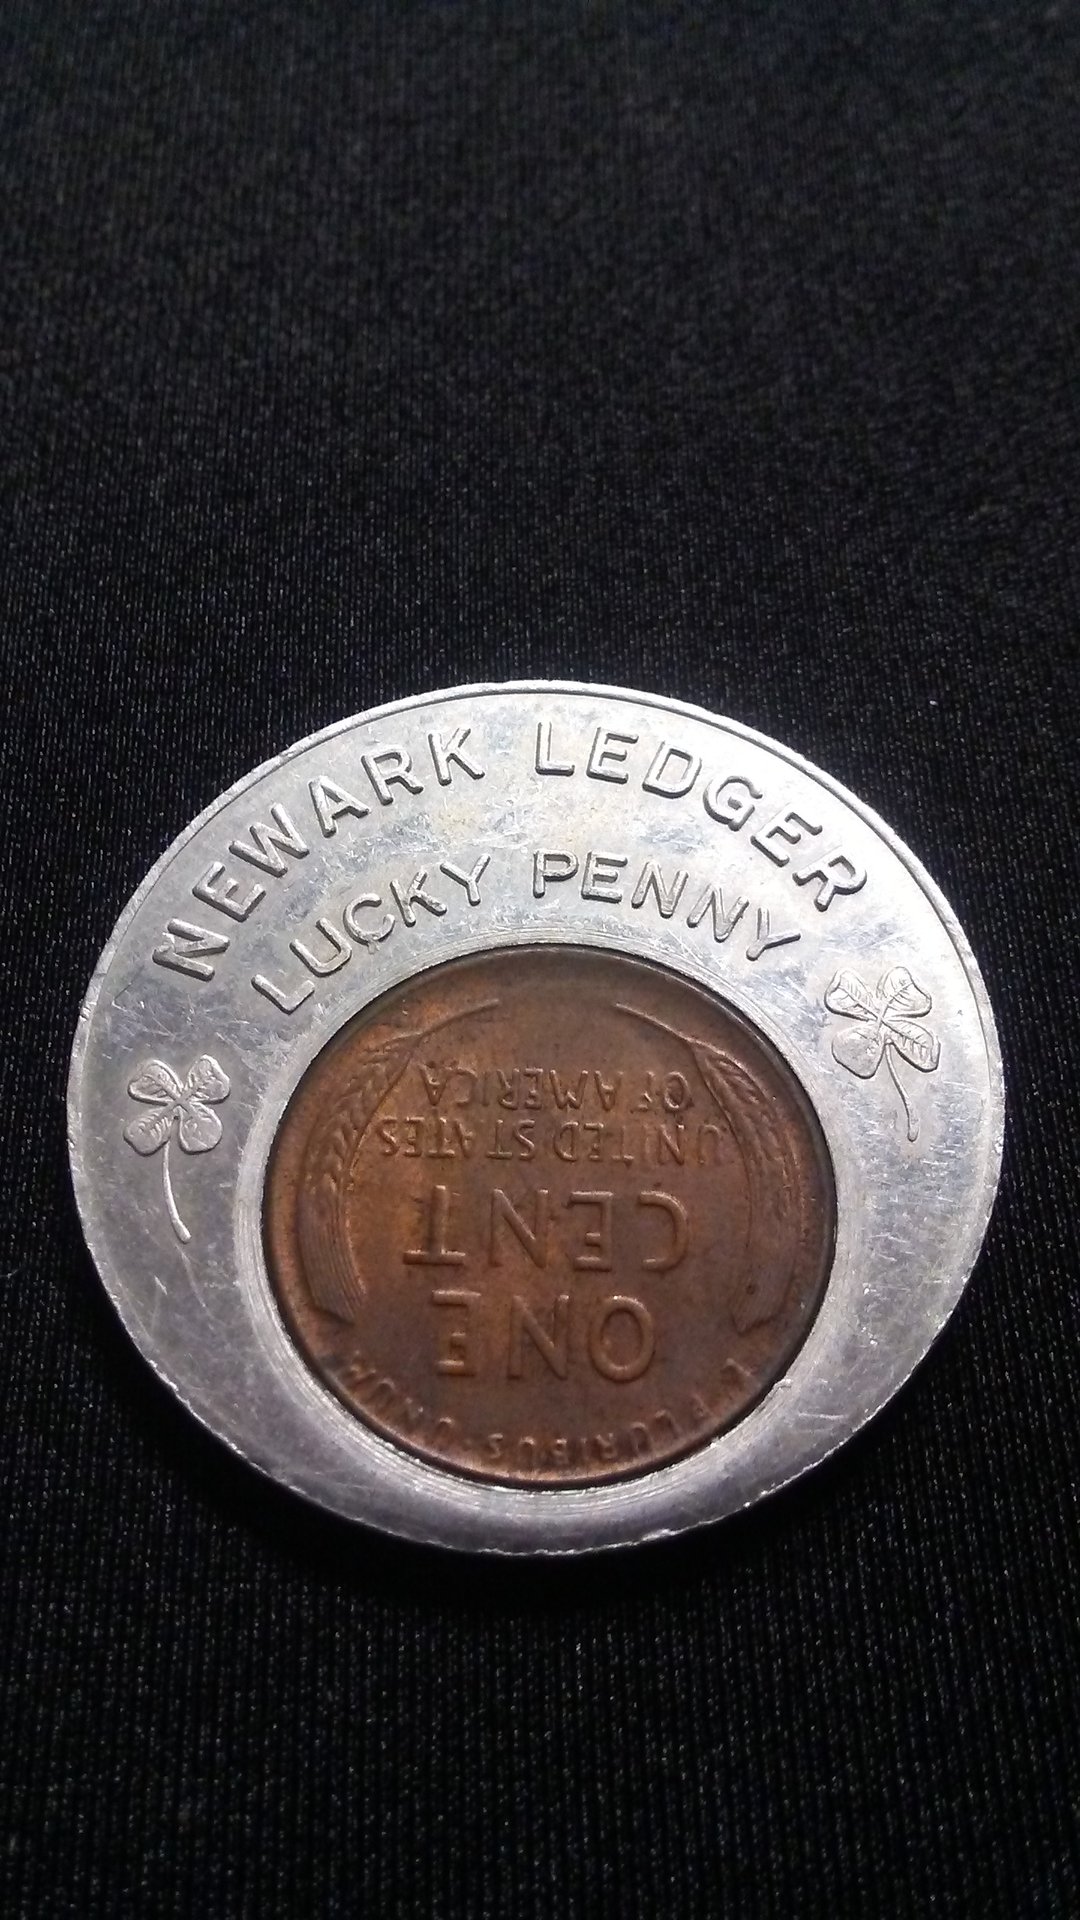 NEWARK LEDGER
LUCKY PENNY
E · PLURIBUS · UNUM
ONE
CENT
UNITED STATES
OF AMERICA